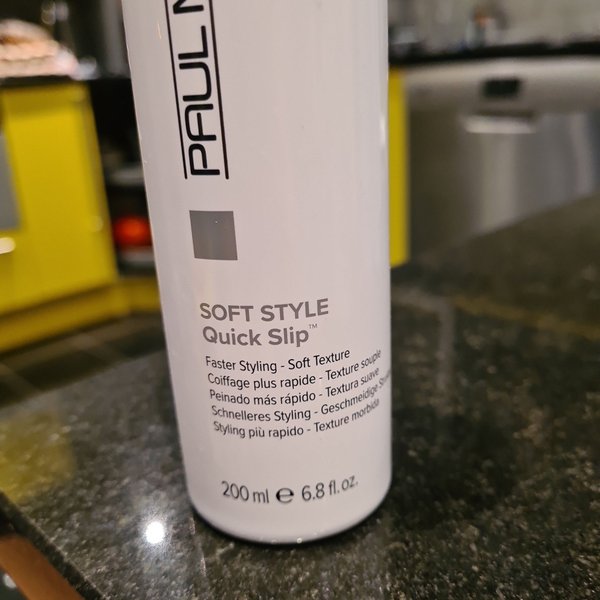 PAUL
SOFT STYLE
Quick Slip™
Faster Styling - Soft Texture
Coiffage plus rapide - Texture souple
Peinado más rápido - Textura suave
Schnelleres Styling - Geschmeidige
Styling più rapido - Texture morbida
200 ml ℮ 6.8 fl. oz.